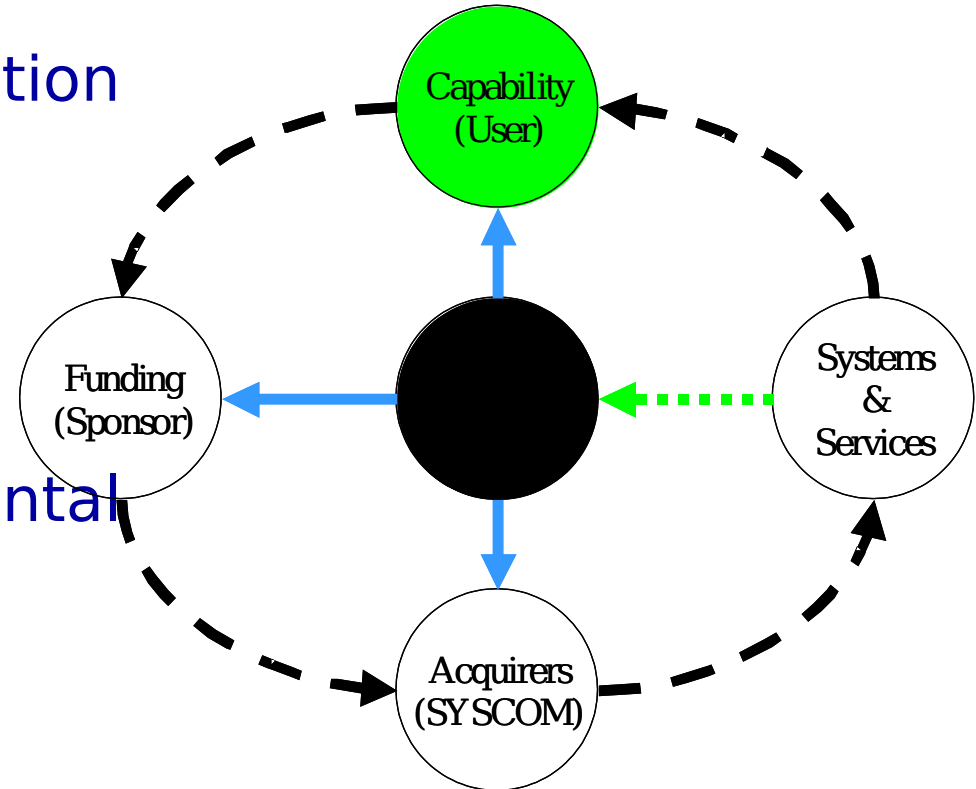 tion
Capability
(User)
Funding
(Sponsor)
Systems
&
Services
ntal
Acquirers
(SYSCOM)